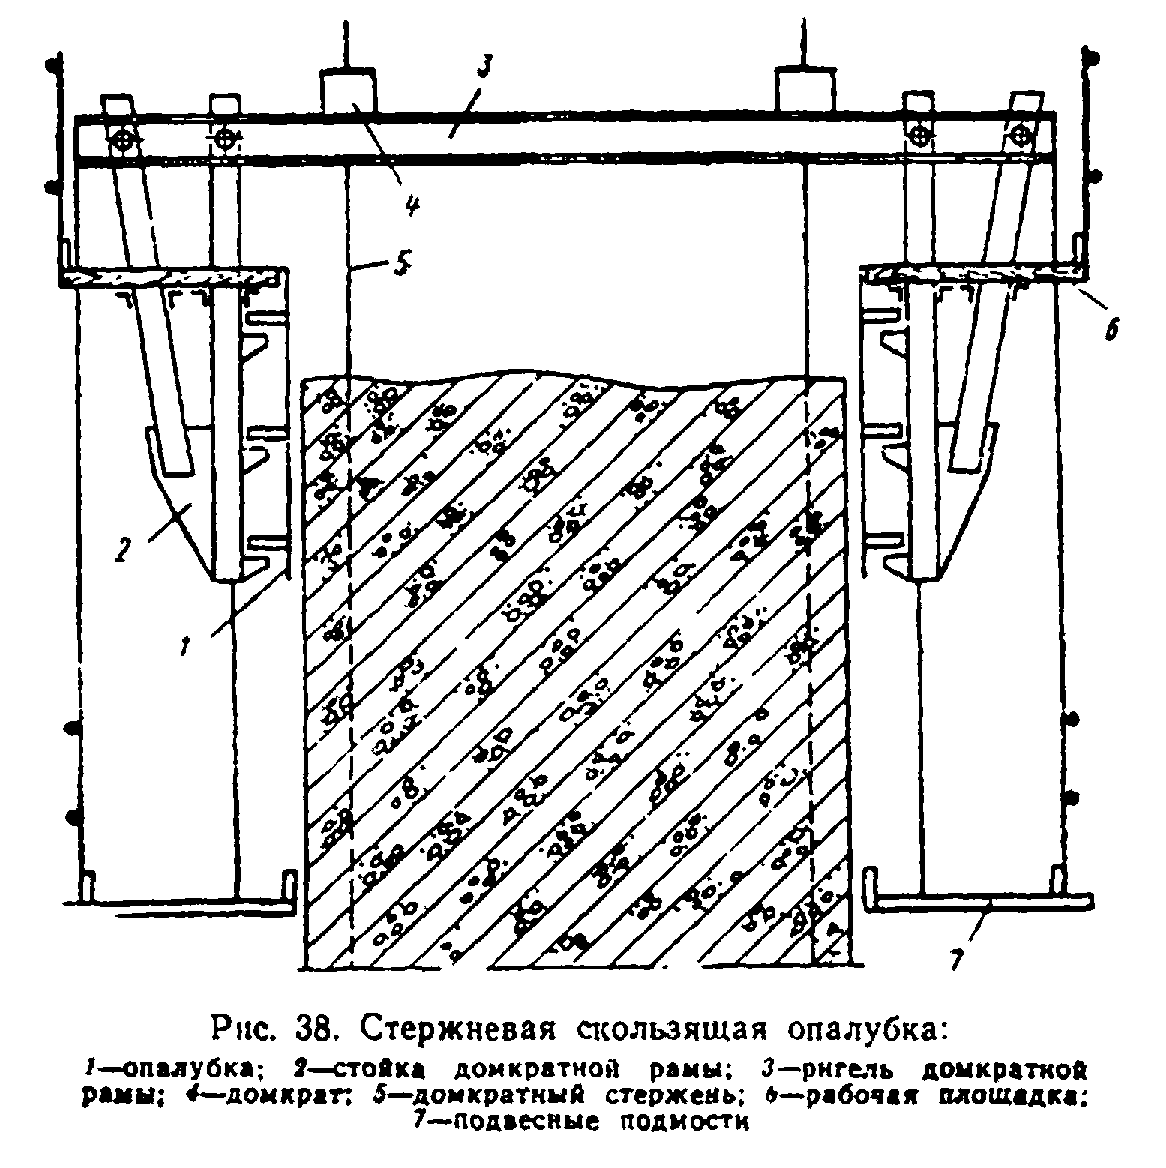 3
4
5
6
2
1
7
Рис. 38. Стержневая скользящая опалубка:
1—опалубка; 2—стойка домкратной рамы; 3—ригель домкратной
рамы; 4—домкрат; 5—домкратный стержень; 6—рабочая площадка;
7—подвесные подмости